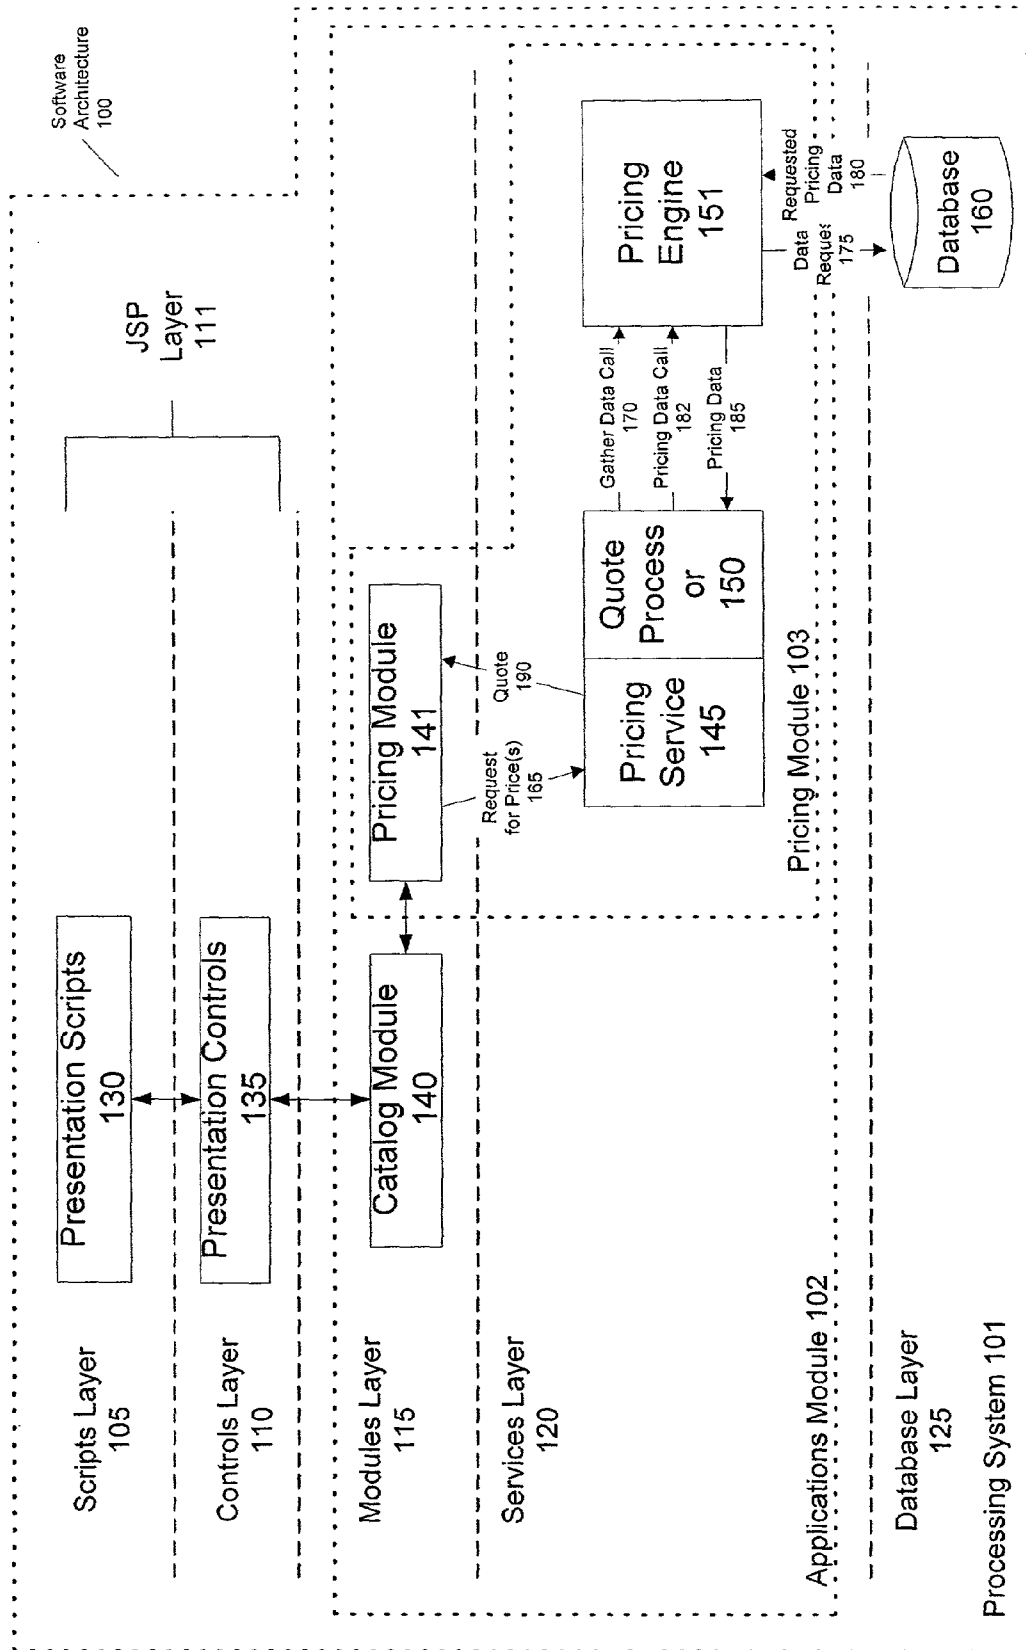 Software
Architecture
100
JSP
Layer
111
Scripts Layer
105
Presentation Scripts
130
Controls Layer
110
Presentation Controls
135
Modules Layer
115
Catalog Module
140
Pricing Module
141
Services Layer
120
Request
for Price(s)
165
Quote
190
Pricing
Service
145
Quote
Process
or
150
Gather Data Call
170
Pricing Data Call
182
Pricing Data
185
Pricing
Engine
151
Pricing Module 103
Applications Module 102
Data
Reques
175
Requested
Pricing
Data
180
Database Layer
125
Database
160
Processing System 101